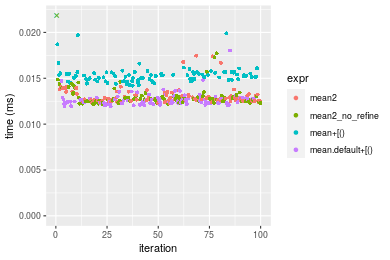 time (ms)
0.020
0.015
0.010
0.005
0.000
0
25
50
75
100
iteration
expr
mean2
mean2_no_refine
mean+[()
mean.default+[()